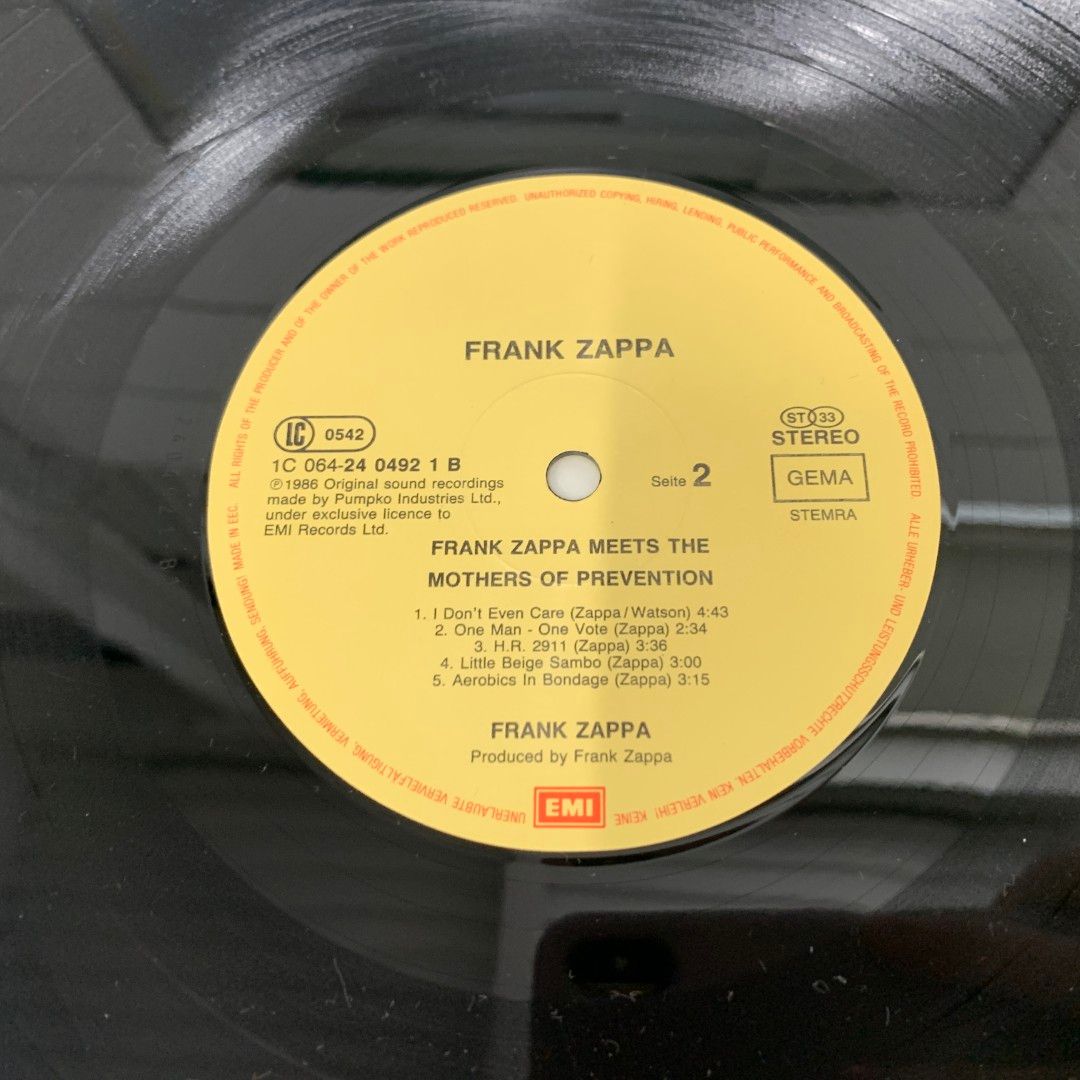 FRANK ZAPPA
LC 0542
1C 064-24 0492 1 B
℗1986 Original sound recordings
made by Pumpko Industries Ltd.,
under exclusive licence to
EMI Records Ltd.
Seite 2
ST 33
STEREO
GEMA
STEMRA
FRANK ZAPPA MEETS THE
MOTHERS OF PREVENTION
1. I Don't Even Care (Zappa/Watson) 4:43
2. One Man - One Vote (Zappa) 2:34
3. H.R. 2911 (Zappa) 3:36
4. Little Beige Sambo (Zappa) 3:00
5. Aerobics In Bondage (Zappa) 3:15
FRANK ZAPPA
Produced by Frank Zappa
EMI
ALL RIGHTS OF THE PRODUCER AND OF THE OWNER OF THE WORK REPRODUCED RESERVED. UNAUTHORIZED COPYING, HIRING, LENDING, PUBLIC PERFORMANCE AND BROADCASTING OF THE RECORD PROHIBITED. ALLE URHEBER- UND LEISTUNGSSCHUTZRECHTE VORBEHALTEN. KEIN VERLEIH! KEINE UNERLAUBTE VERVIELFÄLTIGUNG, VERMIETUNG, AUFFÜHRUNG, SENDUNG! MADE IN EEC.